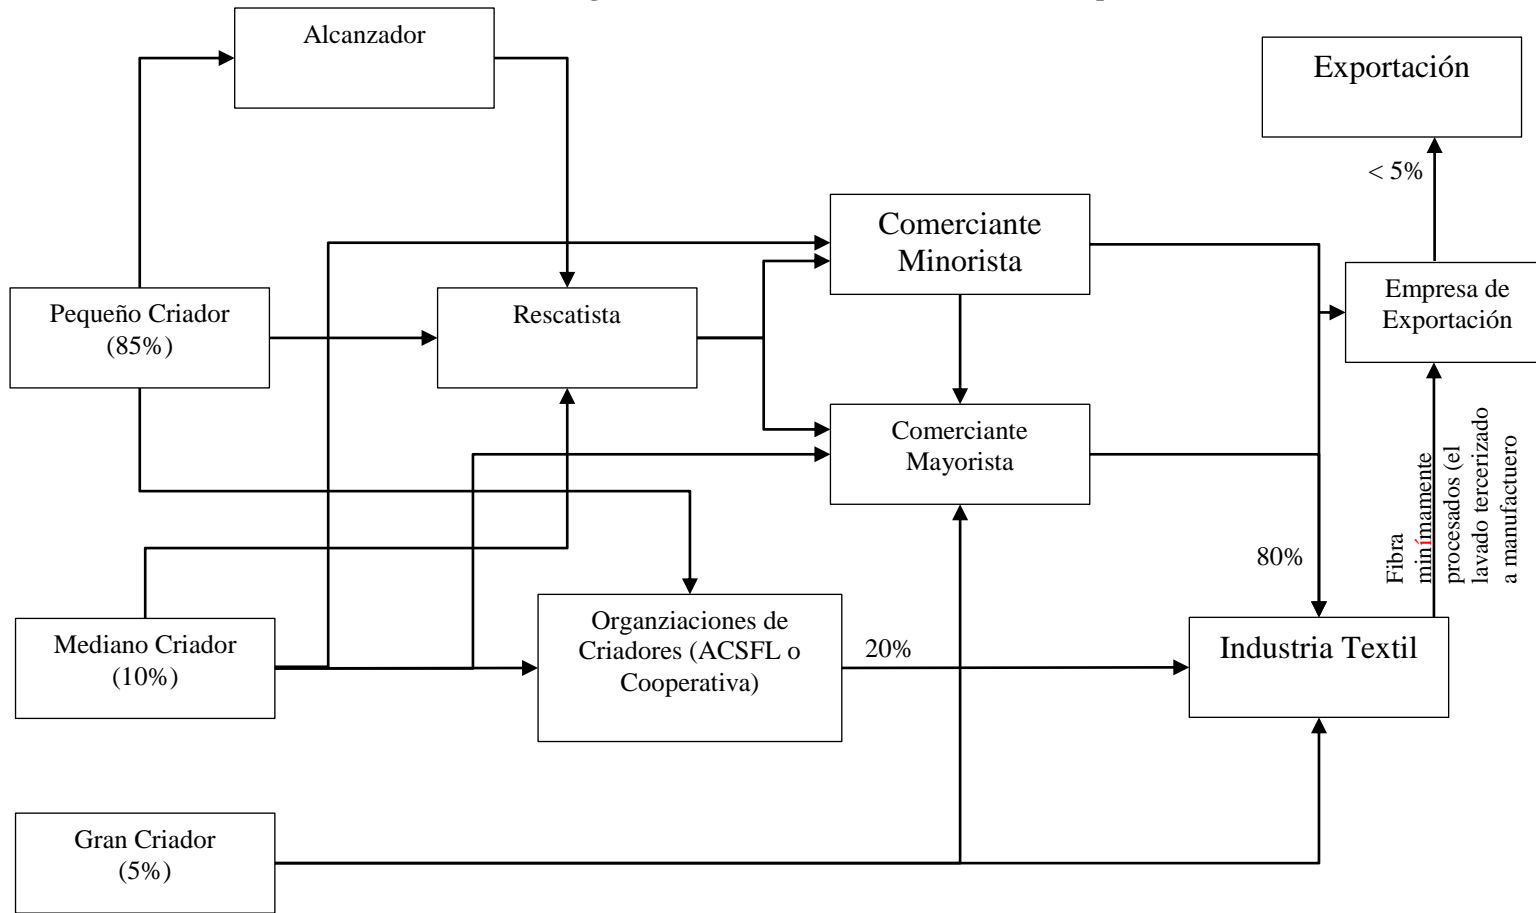 Alcanzador
Exportación
< 5%
Comerciante
Minorista
Pequeño Criador
(85%)
Rescatista
Empresa de
Exportación
Comerciante
Mayorista
Fibra
minímamente
procesados (el
lavado tercerizado
a manufactuero
80%
Mediano Criador
(10%)
Organziaciones de
Criadores (ACSFL o
Cooperativa)
20%
Industria Textil
Gran Criador
(5%)